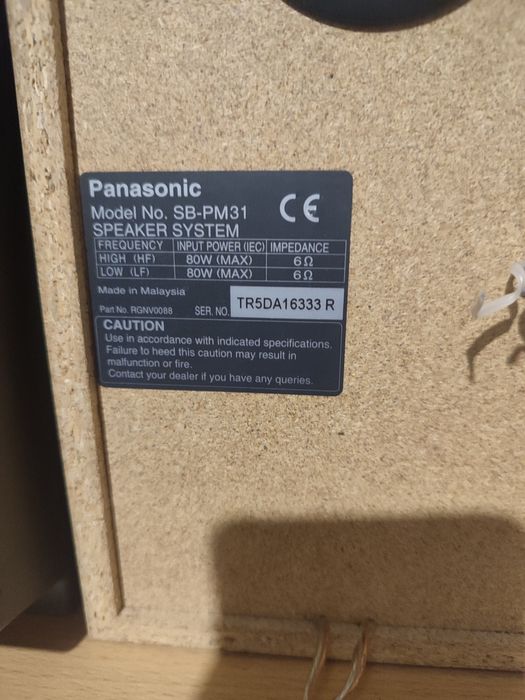 Panasonic
Model No. SB-PM31
CE
SPEAKER SYSTEM
FREQUENCY INPUT POWER (IEC) IMPEDANCE
HIGH (HF) 80W (MAX) 6Ω
LOW (LF) 80W (MAX) 6Ω
Made in Malaysia
Part No. RGNV0088 SER. NO. TR5DA16333 R
CAUTION
Use in accordance with indicated specifications.
Failure to heed this caution may result in
malfunction or fire.
Contact your dealer if you have any queries.